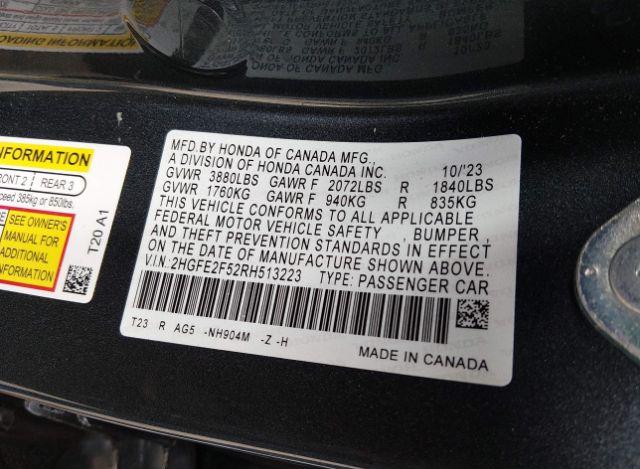 MFD.BY HONDA OF CANADA MFG.,
A DIVISION OF HONDA CANADA INC. 10/'23
GVWR 3880LBS GAWR F 2072LBS R 1840LBS
GVWR 1760KG GAWR F 940KG R 835KG
THIS VEHICLE CONFORMS TO ALL APPLICABLE
FEDERAL MOTOR VEHICLE SAFETY , BUMPER ,
AND THEFT PREVENTION STANDARDS IN EFFECT
ON THE DATE OF MANUFACTURE SHOWN ABOVE.
V.I.N:2HGFE2F52RH513223 TYPE: PASSENGER CAR
T23 R AG5 -NH904M -Z -H
MADE IN CANADA
RONT 2 REAR 3
385kg or 850lbs.
SEE OWNER'S
MANUAL FOR
ADDITIONAL
INFORMATION
T20 A1